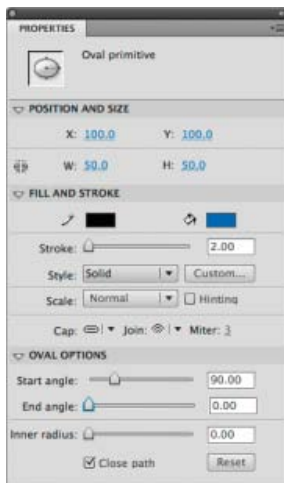 PROPERTIES
Oval primitive
POSITION AND SIZE
X: 100.0 Y: 100.0
W: 50.0 H: 50.0
FILL AND STROKE
Stroke: 2.00
Style: Solid Custom...
Scale: Normal Hinting
Cap: Join: Miter: 3
OVAL OPTIONS
Start angle: 90.00
End angle: 0.00
Inner radius: 0.00
Close path Reset